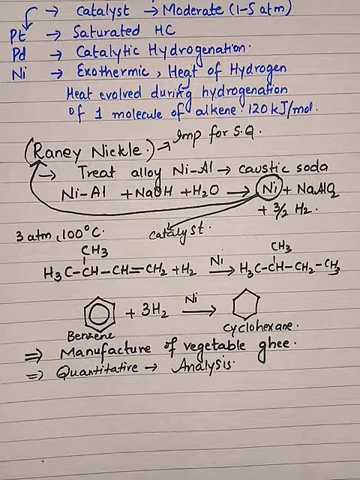 → Catalyst → Moderate (1-5 atm)
Pt → Saturated HC
Pd → Catalytic Hydrogenation.
Ni → Exothermic, Heat of Hydrogen
Heat evolved during hydrogenation
of 1 molecule of alkene. 120 kJ/mol.
(Raney Nickle) → Imp for S.Q.
→ Treat alloy Ni-Al → caustic soda
Ni-Al + NaOH + H2O → Ni + NaAlO2
+ 3/2 H2.
3 atm, 100°C. catalyst.
CH3 CH3
H3C-CH-CH=CH2 + H2 Ni → H3C-CH-CH2-CH3
+ 3H2 Ni →
Benzene cyclohexane.
⇒ Manufacture of vegetable ghee.
⇒ Quantitative → Analysis.